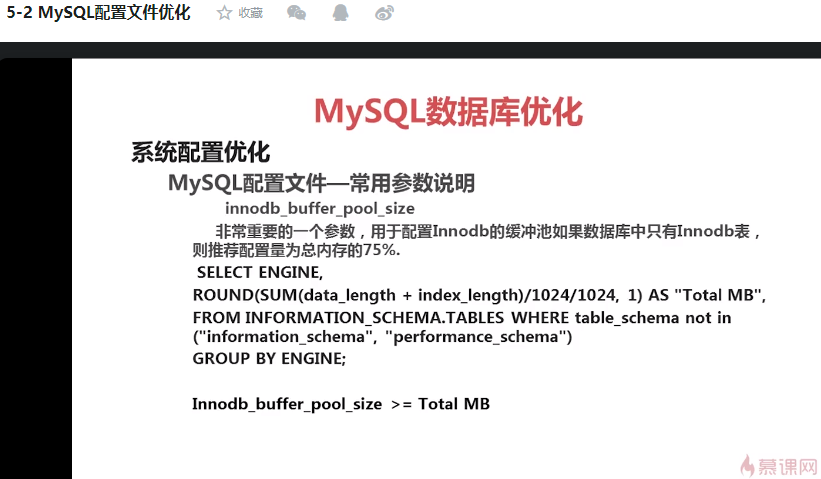 5-2 MySQL配置文件优化 收藏
MySQL数据库优化
系统配置优化
MySQL配置文件—常用参数说明
innodb_buffer_pool_size
非常重要的一个参数，用于配置Innodb的缓冲池如果数据库中只有Innodb表，
则推荐配置量为总内存的75%.
SELECT ENGINE,
ROUND(SUM(data_length + index_length)/1024/1024, 1) AS "Total MB",
FROM INFORMATION_SCHEMA.TABLES WHERE table_schema not in
("information_schema", "performance_schema")
GROUP BY ENGINE;
Innodb_buffer_pool_size >= Total MB
慕课网